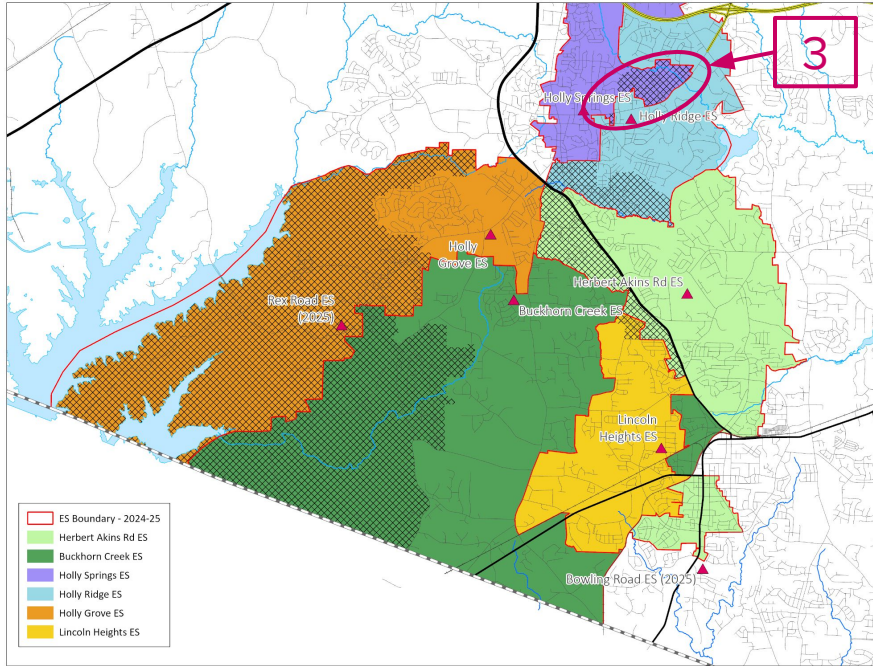 3
Holly Springs ES
Holly Ridge ES
Holly
Grove ES
Herbert Akins Rd ES
Rex Road ES
(2025)
Buckhorn Creek ES
Lincoln
Heights ES
Bowling Road ES (2025)
ES Boundary - 2024-25
Herbert Akins Rd ES
Buckhorn Creek ES
Holly Springs ES
Holly Ridge ES
Holly Grove ES
Lincoln Heights ES